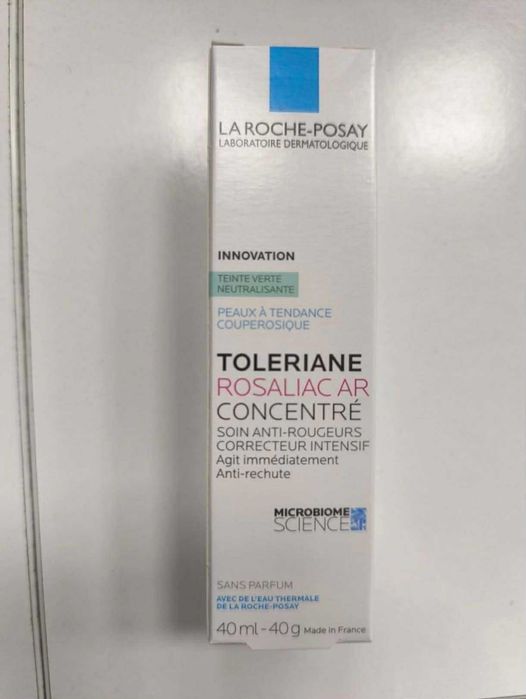 LA ROCHE-POSAY
LABORATOIRE DERMATOLOGIQUE
INNOVATION
TEINTE VERTE
NEUTRALISANTE
PEAUX À TENDANCE
COUPEROSIQUE
TOLERIANE
ROSALIAC AR
CONCENTRÉ
SOIN ANTI-ROUGEURS
CORRECTEUR INTENSIF
Agit immédiatement
Anti-rechute
MICROBIOME
SCIENCE
SANS PARFUM
AVEC DE L'EAU THERMALE
DE LA ROCHE-POSAY
40 ml - 40 g Made in France